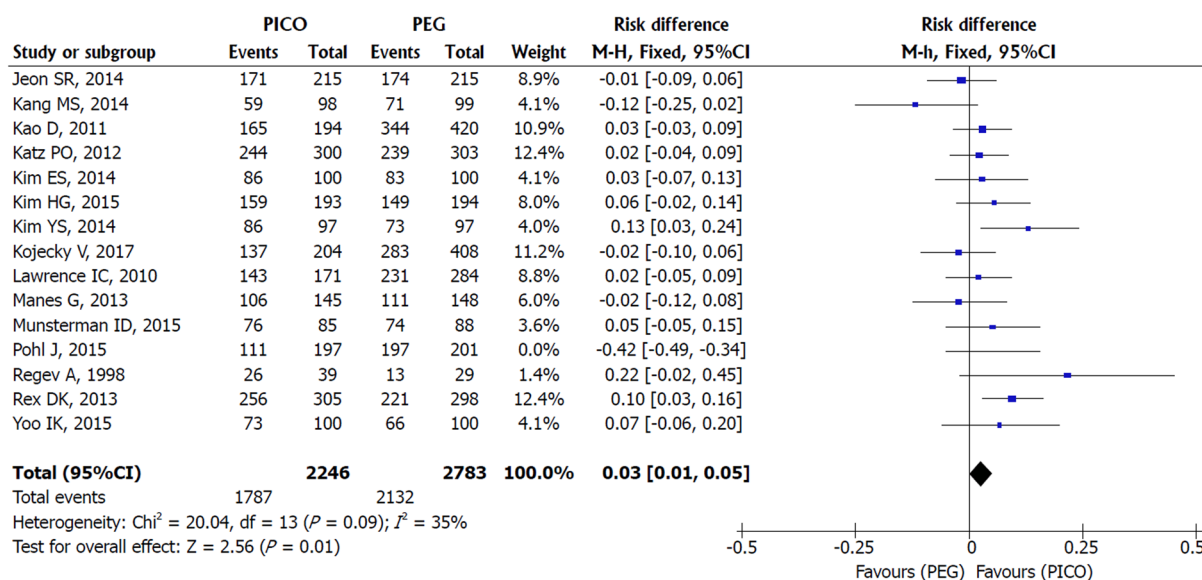 PICO PEG Risk difference Risk difference
Study or subgroup Events Total Events Total Weight M-H, Fixed, 95%CI M-h, Fixed, 95%CI
Jeon SR, 2014 171 215 174 215 8.9% -0.01 [-0.09, 0.06]
Kang MS, 2014 59 98 71 99 4.1% -0.12 [-0.25, 0.02]
Kao D, 2011 165 194 344 420 10.9% 0.03 [-0.03, 0.09]
Katz PO, 2012 244 300 239 303 12.4% 0.02 [-0.04, 0.09]
Kim ES, 2014 86 100 83 100 4.1% 0.03 [-0.07, 0.13]
Kim HG, 2015 159 193 149 194 8.0% 0.06 [-0.02, 0.14]
Kim YS, 2014 86 97 73 97 4.0% 0.13 [0.03, 0.24]
Kojecky V, 2017 137 204 283 408 11.2% -0.02 [-0.10, 0.06]
Lawrence IC, 2010 143 171 231 284 8.8% 0.02 [-0.05, 0.09]
Manes G, 2013 106 145 111 148 6.0% -0.02 [-0.12, 0.08]
Munsterman ID, 2015 76 85 74 88 3.6% 0.05 [-0.05, 0.15]
Pohl J, 2015 111 197 197 201 0.0% -0.42 [-0.49, -0.34]
Regev A, 1998 26 39 13 29 1.4% 0.22 [-0.02, 0.45]
Rex DK, 2013 256 305 221 298 12.4% 0.10 [0.03, 0.16]
Yoo IK, 2015 73 100 66 100 4.1% 0.07 [-0.06, 0.20]
Total (95%CI) 2246 2783 100.0% 0.03 [0.01, 0.05]
Total events 1787 2132
Heterogeneity: Chi² = 20.04, df = 13 (P = 0.09); I² = 35%
Test for overall effect: Z = 2.56 (P = 0.01)
-0.5 -0.25 0 0.25 0.5
Favours (PEG) Favours (PICO)